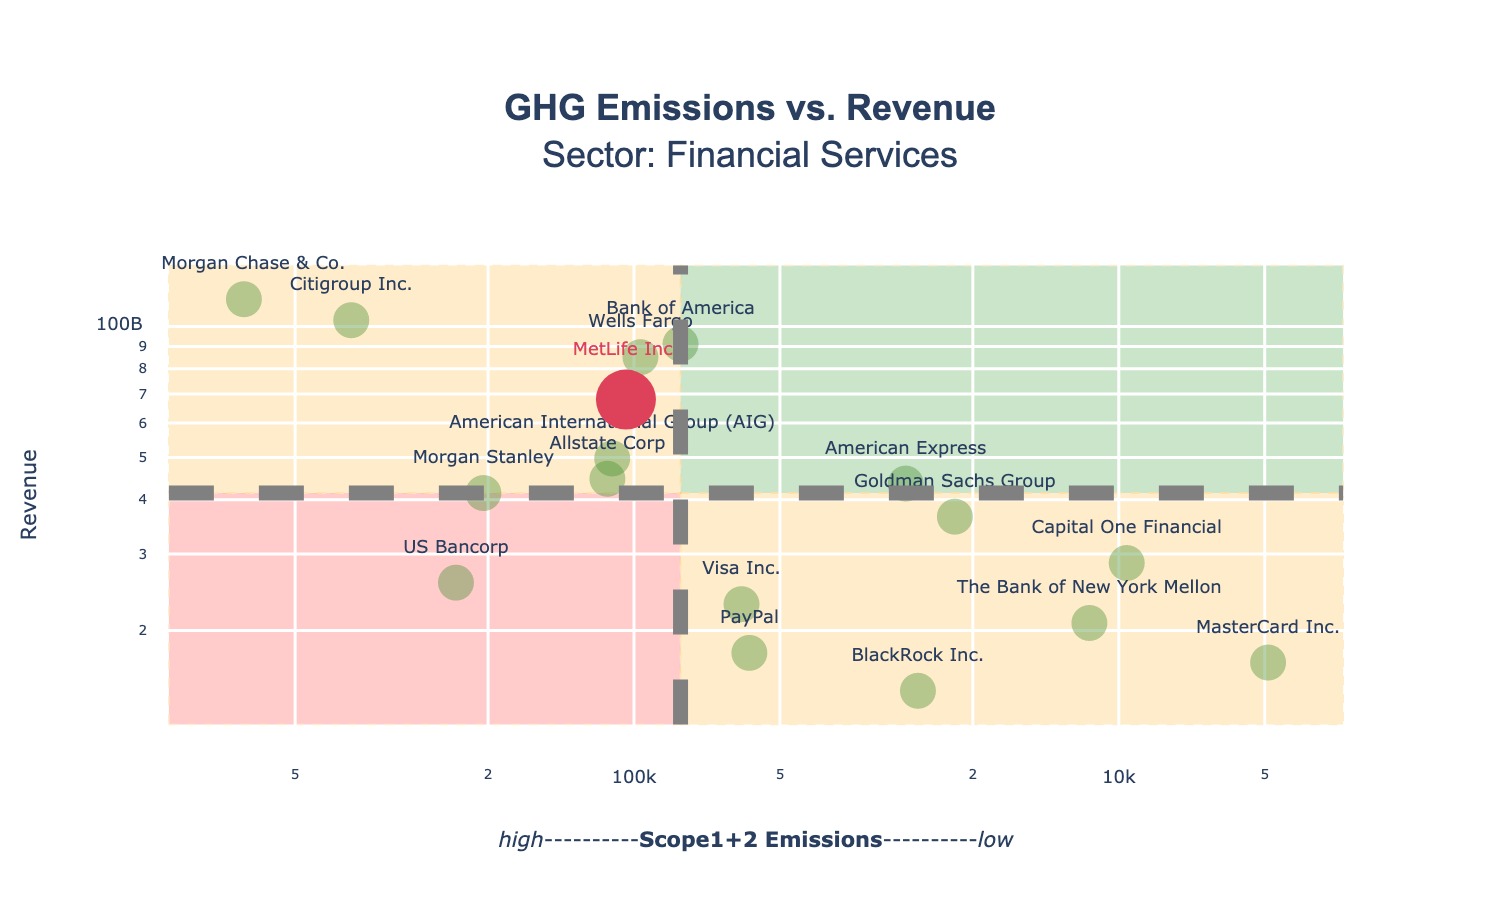 GHG Emissions vs. Revenue
Sector: Financial Services
Morgan Chase & Co.
Citigroup Inc.
Bank of America
Wells Fargo
MetLife Inc
American International Group (AIG)
Allstate Corp
Morgan Stanley
American Express
Goldman Sachs Group
Capital One Financial
US Bancorp
Visa Inc.
The Bank of New York Mellon
PayPal
MasterCard Inc.
BlackRock Inc.
100B
9
8
7
6
5
4
3
2
Revenue
5 2 100k 5 2 10k 5
high----------Scope1+2 Emissions----------low